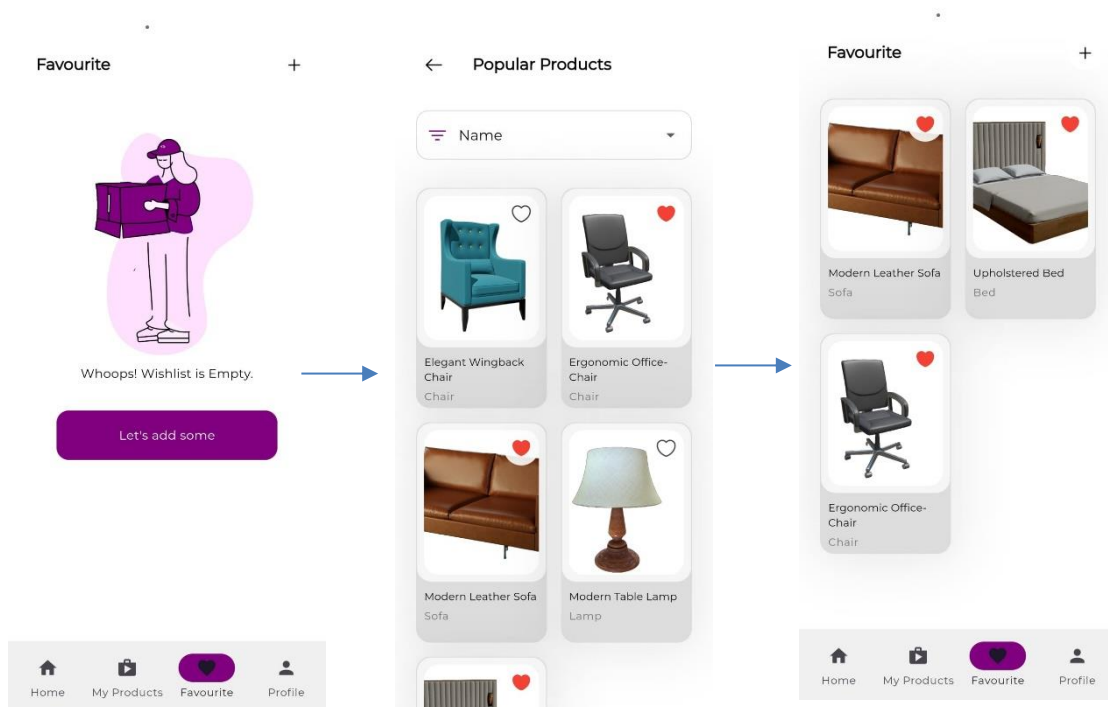 Favourite
+
Whoops! Wishlist is Empty.
Let's add some
Home
My Products
Favourite
Profile
Popular Products
Name
Elegant Wingback
Chair
Chair
Ergonomic Office-
Chair
Chair
Modern Leather Sofa
Sofa
Modern Table Lamp
Lamp
Favourite
+
Modern Leather Sofa
Sofa
Upholstered Bed
Bed
Ergonomic Office-
Chair
Chair
Home
My Products
Favourite
Profile